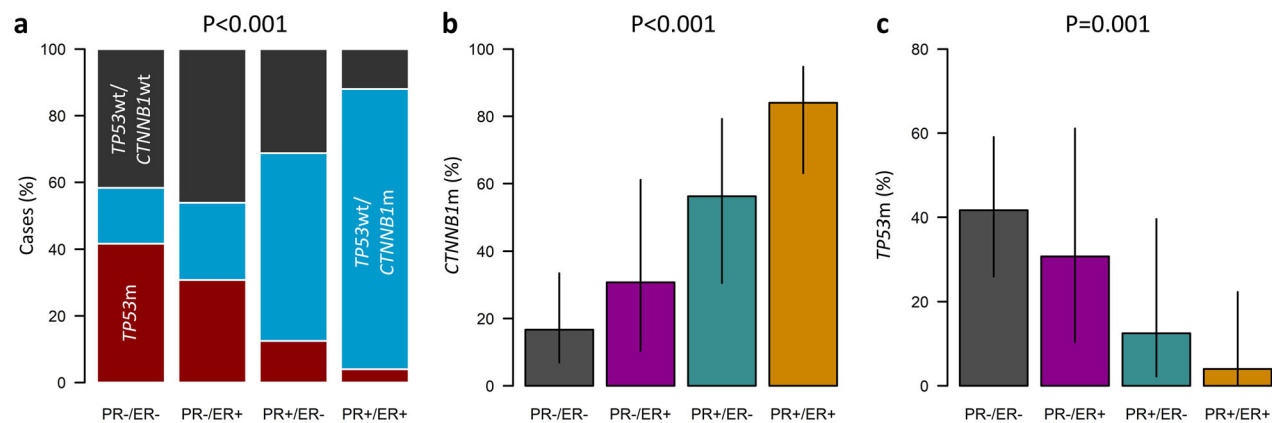 a
P<0.001
Cases (%)
100
80
60
40
20
0
TP53wt/
CTNNB1wt
TP53m
TP53wt/
CTNNB1m
PR-/ER-
PR-/ER+
PR+/ER-
PR+/ER+
b
P<0.001
CTNNB1m (%)
100
80
60
40
20
0
PR-/ER-
PR-/ER+
PR+/ER-
PR+/ER+
c
P=0.001
TP53m (%)
80
60
40
20
0
PR-/ER-
PR-/ER+
PR+/ER-
PR+/ER+